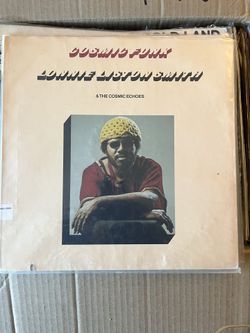 COSMIC FUNK
LONNIE LISTON SMITH
& THE COSMIC ECHOES